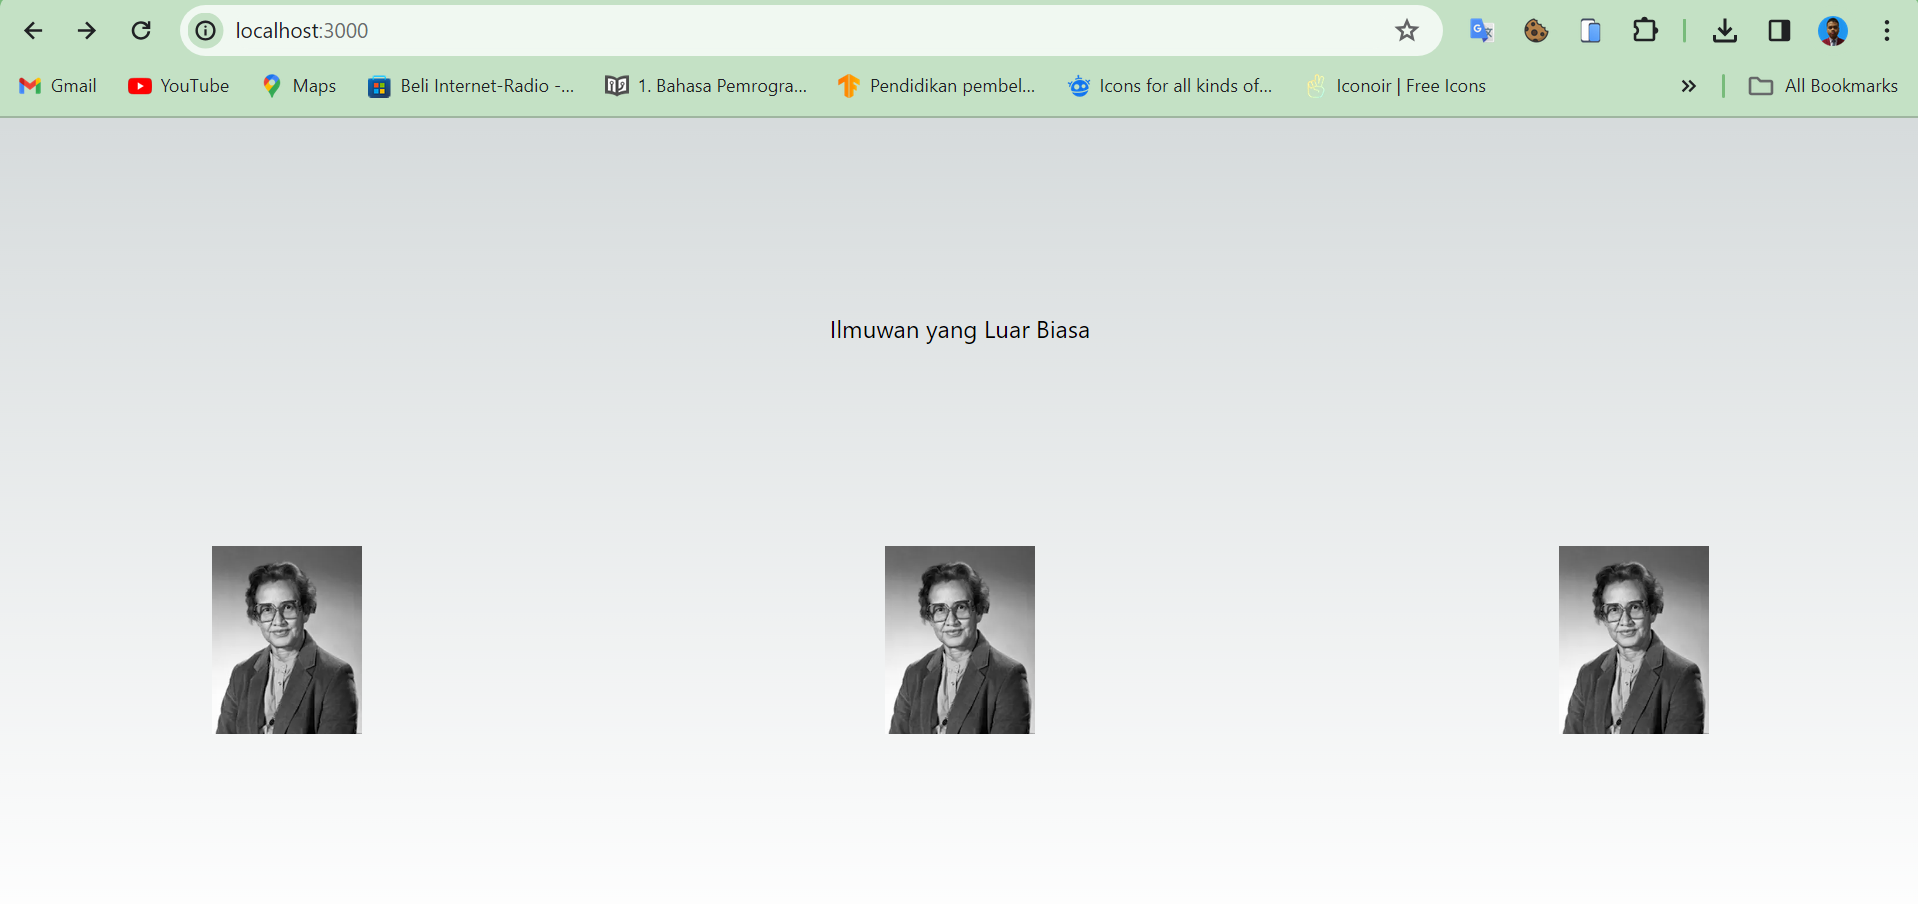 localhost:3000
Gmail YouTube Maps Beli Internet-Radio -... 1. Bahasa Pemrogra... Pendidikan pembel... Icons for all kinds of... Iconoir | Free Icons » All Bookmarks
Ilmuwan yang Luar Biasa